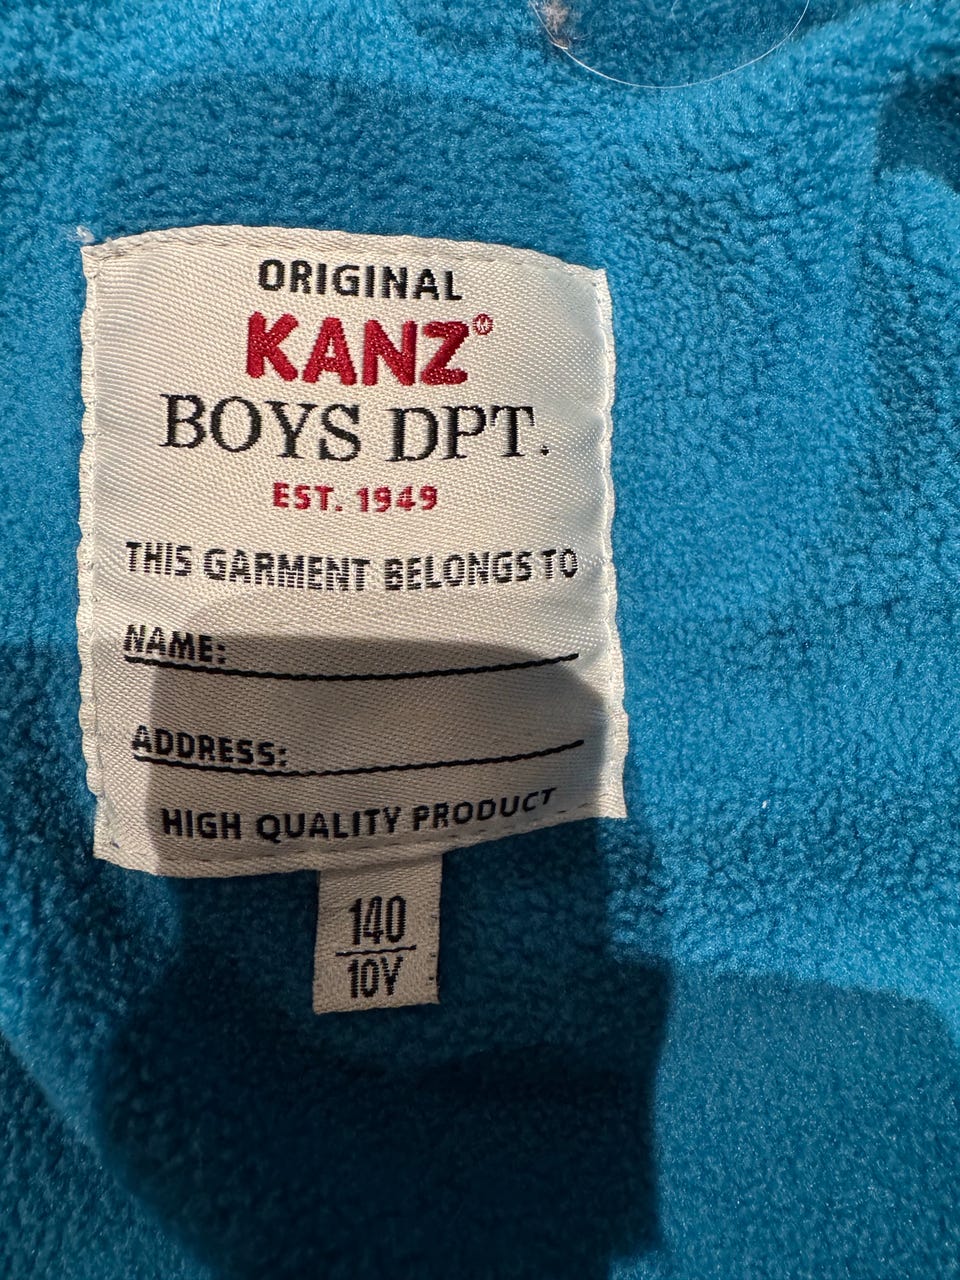 ORIGINAL
KANZ®
BOYS DPT.
EST. 1949
THIS GARMENT BELONGS TO
NAME:
ADDRESS:
HIGH QUALITY PRODUCT
140
10Y